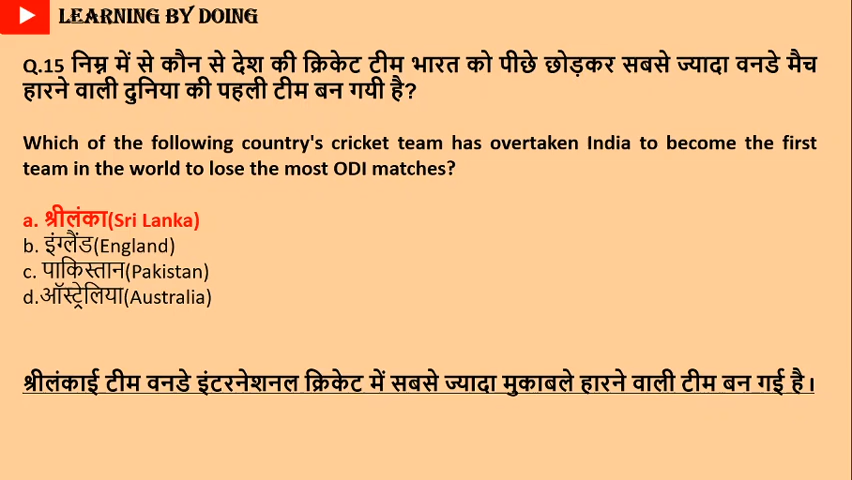 LEARNING BY DOING
Q.15 निम्न में से कौन से देश की क्रिकेट टीम भारत को पीछे छोड़कर सबसे ज्यादा वनडे मैच
हारने वाली दुनिया की पहली टीम बन गयी है?
Which of the following country's cricket team has overtaken India to become the first
team in the world to lose the most ODI matches?
a. श्रीलंका(Sri Lanka)
b. इंग्लैंड(England)
c. पाकिस्तान(Pakistan)
d.ऑस्ट्रेलिया(Australia)
श्रीलंकाई टीम वनडे इंटरनेशनल क्रिकेट में सबसे ज्यादा मुकाबले हारने वाली टीम बन गई है।